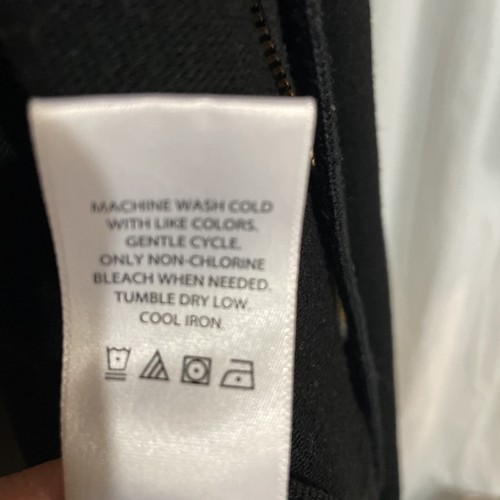 MACHINE WASH COLD
WITH LIKE COLORS.
GENTLE CYCLE.
ONLY NON-CHLORINE
BLEACH WHEN NEEDED.
TUMBLE DRY LOW.
COOL IRON.